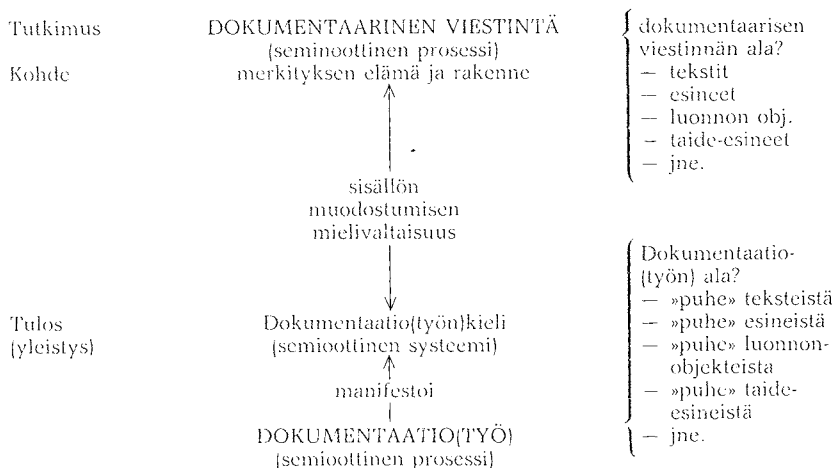 Tutkimus
Kohde
DOKUMENTAARINEN VIESTINTÄ
(seminoottinen prosessi)
merkityksen elämä ja rakenne
dokumentaarisen
viestinnän ala?
— tekstit
— esineet
— luonnon obj.
— taide-esineet
— jne.
sisällön
muodostumisen
mielivaltaisuus
Tulos
(yleistys)
Dokumentaatio(työn)kieli
(semioottinen systeemi)
manifestoi
DOKUMENTAATIO(TYÖ)
(semioottinen prosessi)
Dokumentaatio-
(työn) ala?
— »puhe» teksteistä
— »puhe» esineistä
— »puhe» luonnon-
objekteista
— »puhe» taide-
esineistä
— jne.